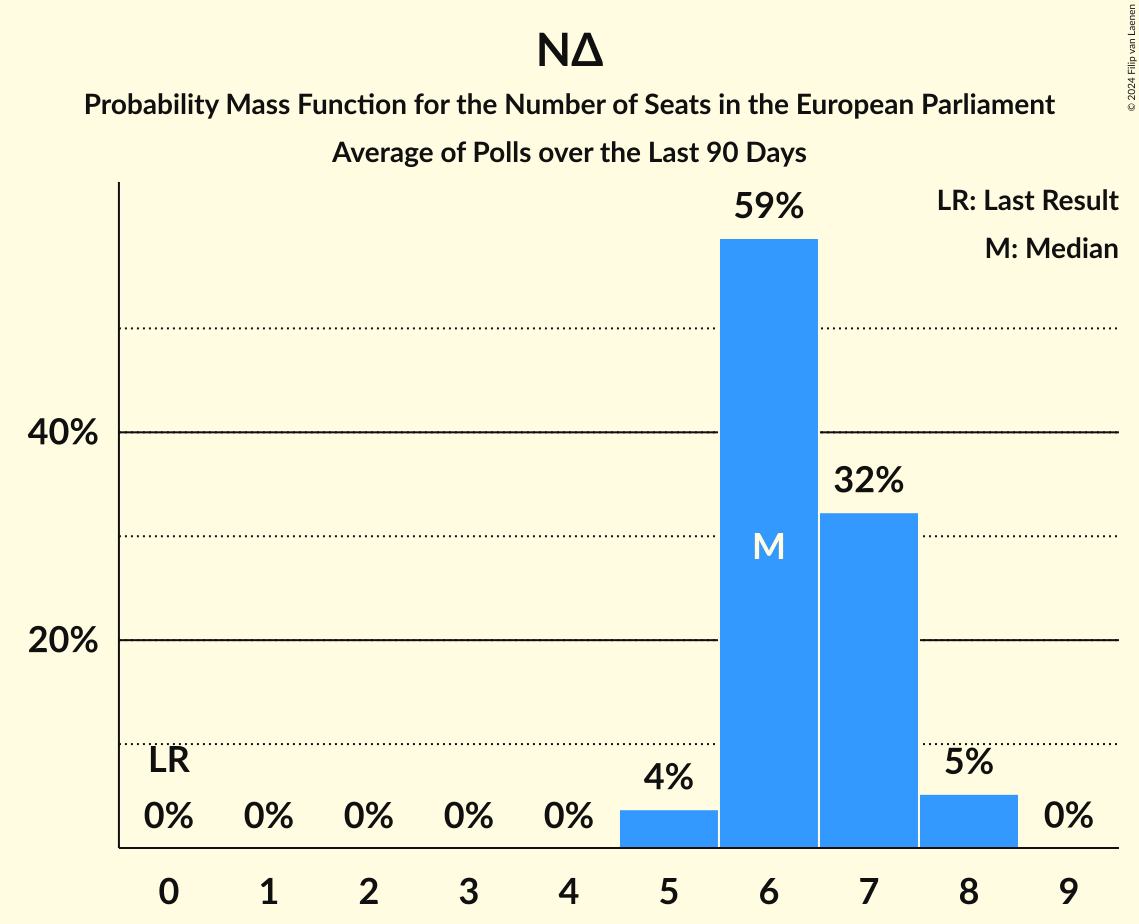 NΔ
Probability Mass Function for the Number of Seats in the European Parliament
Average of Polls over the Last 90 Days
© 2024 Filip van Laenen
LR: Last Result
M: Median
59%
40%
32%
M
20%
LR
0% 0% 0% 0% 0% 4% 5% 0%
0 1 2 3 4 5 6 7 8 9